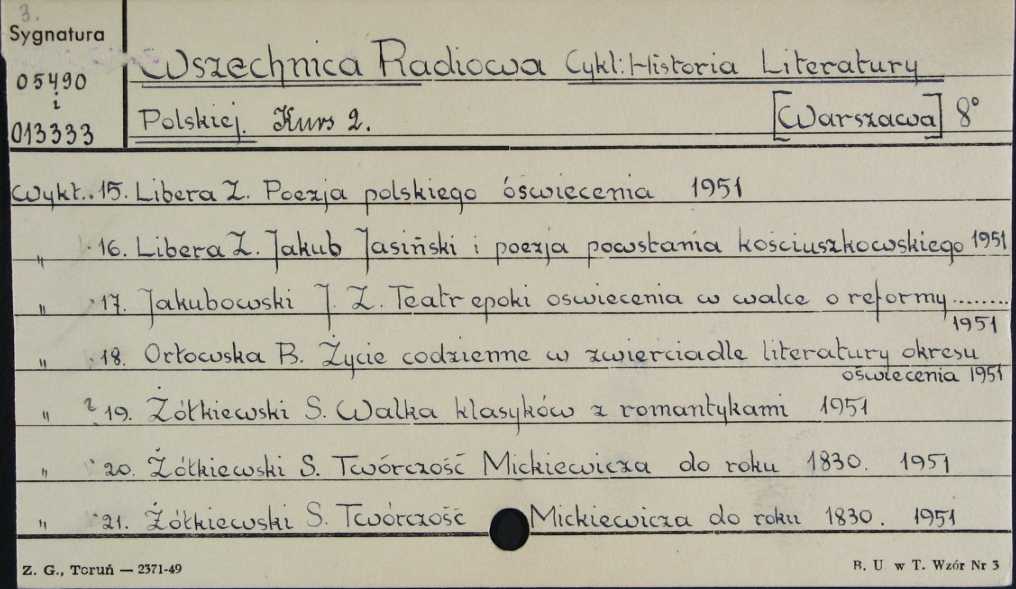 3.
Sygnatura
05490
i
013333
Wszechnica Radiowa Cykl: Historia Literatury
Polskiej. Kurs 2. [Warszawa] 8°
Wykł. 15. Libera Z. Poezja polskiego óświecenia 1951
" 16. Libera Z. Jakub Jasiński i poezja powstania kościuszkowskiego 1951
" 17. Jakubowski J. Z. Teatr epoki oswiecenia w walce o reformy........
1951
" 18. Orłowska B. Życie codzienne w zwierciadle literatury okresu
oświecenia 1951
" 19. Żółkiewski S. Walka klasyków z romantykami 1951
" 20. Żółkiewski S. Twórczość Mickiewicza do roku 1830. 1951
" 21. Żółkiewski S. Twórczość Mickiewicza do roku 1830. 1951
Z. G., Toruń — 2371-49 B. U w T. Wzór Nr 3